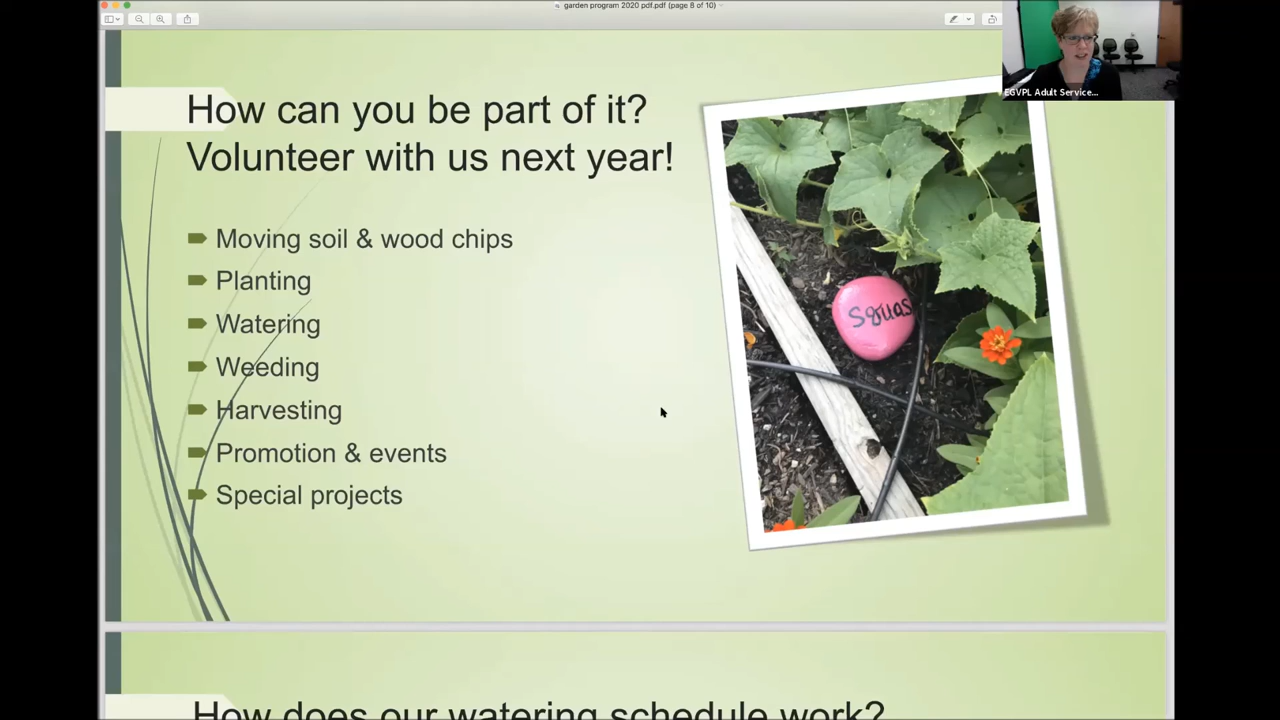 garden program 2020 pdf.pdf (page 8 of 10)
EGVPL Adult Service...
How can you be part of it?
Volunteer with us next year!
Moving soil & wood chips
Planting
Watering
Weeding
Harvesting
Promotion & events
Special projects
Squas
How does our watering schedule work?